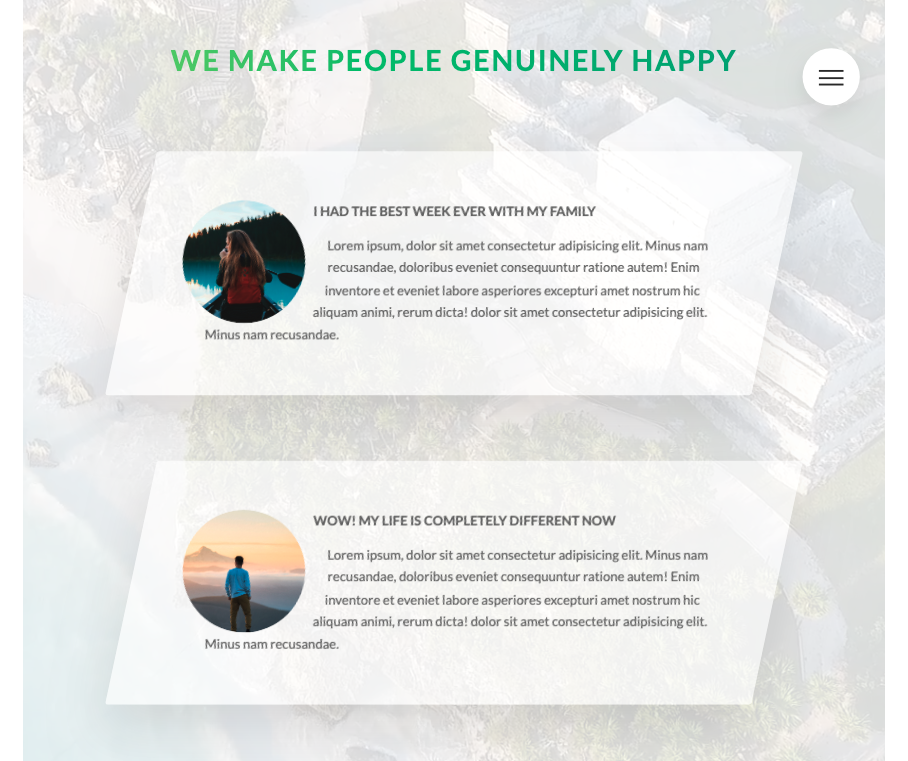 WE MAKE PEOPLE GENUINELY HAPPY
I HAD THE BEST WEEK EVER WITH MY FAMILY
Lorem ipsum, dolor sit amet consectetur adipisicing elit. Minus nam
recusandae, doloribus eveniet consequuntur ratione autem! Enim
inventore et eveniet labore asperiores excepturi amet nostrum hic
aliquam animi, rerum dicta! dolor sit amet consectetur adipisicing elit.
Minus nam recusandae.
WOW! MY LIFE IS COMPLETELY DIFFERENT NOW
Lorem ipsum, dolor sit amet consectetur adipisicing elit. Minus nam
recusandae, doloribus eveniet consequuntur ratione autem! Enim
inventore et eveniet labore asperiores excepturi amet nostrum hic
aliquam animi, rerum dicta! dolor sit amet consectetur adipisicing elit.
Minus nam recusandae.